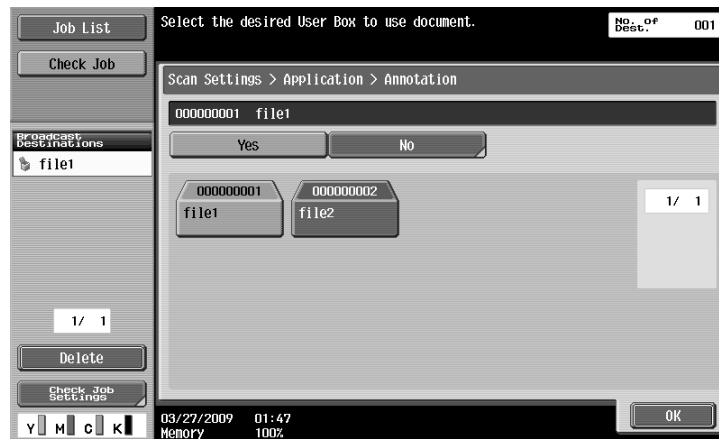 Job List
Check Job
Select the desired User Box to use document.
No. of Dest.
001
Scan Settings > Application > Annotation
000000001 file1
Yes
No
Broadcast
Destinations
file1
000000001
file1
000000002
file2
1/ 1
1/ 1
Delete
Check Job
Settings
Y M C K
03/27/2009 01:47
Memory 100%
OK